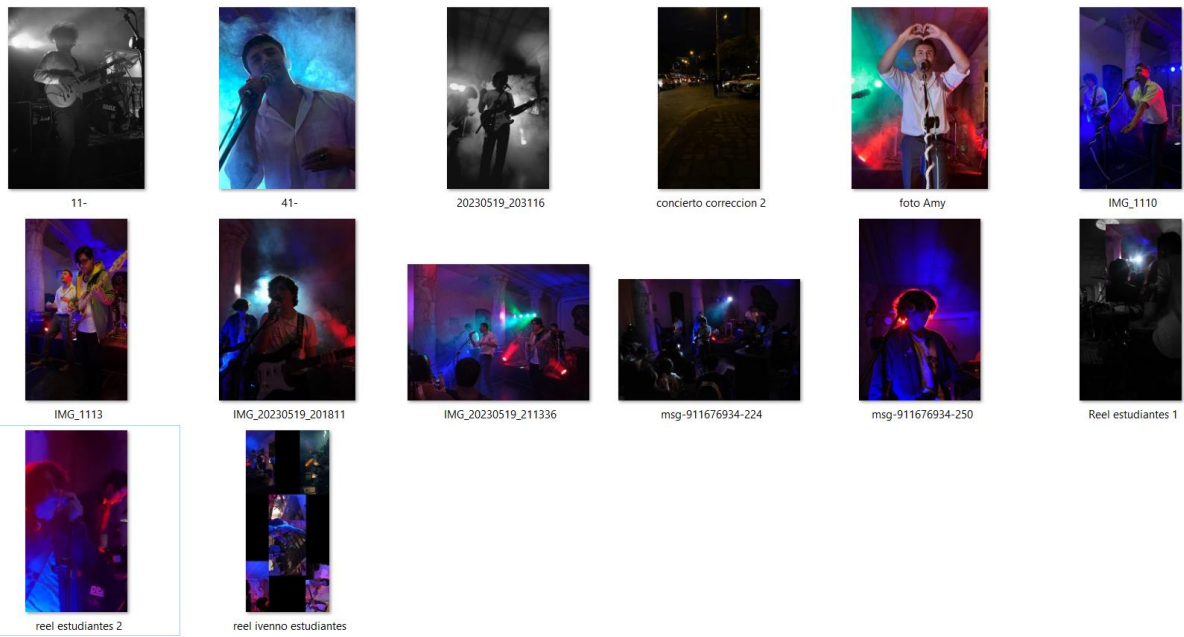 11-
41-
20230519_203116
concierto correccion 2
foto Amy
IMG_1110
IMG_1113
IMG_20230519_201811
IMG_20230519_211336
msg-911676934-224
msg-911676934-250
Reel estudiantes 1
reel estudiantes 2
reel ivenno estudiantes